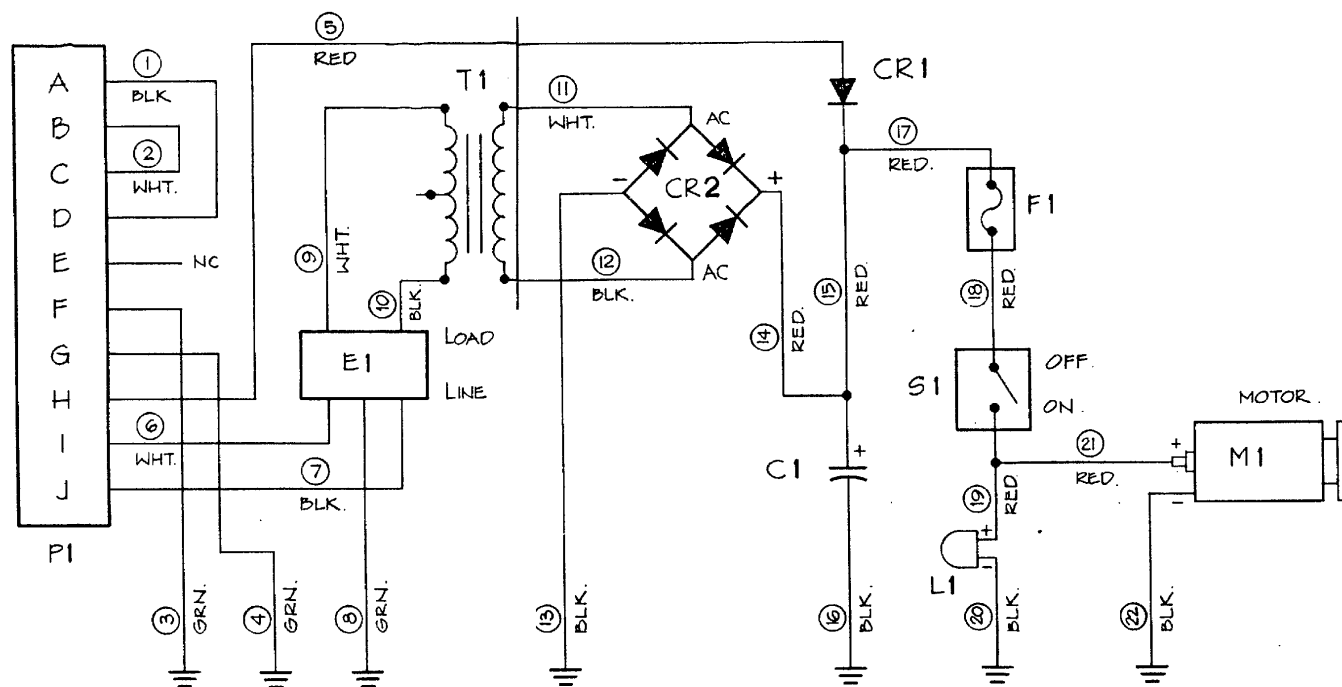 5
RED
A
1
BLK
B
2
WHT.
C
D
E
NC
F
G
H
I
6
WHT.
J
7
BLK.
P1
3
GRN.
4
GRN.
8
GRN.
T1
9
WHT.
10
BLK.
LOAD
E1
LINE
11
WHT.
AC
-
CR2
+
12
BLK.
AC
13
BLK.
14
RED.
CR1
15
RED.
17
RED.
F1
18
RED.
S1
OFF.
ON.
C1
+
16
BLK.
19
RED.
21
RED.
L1
+
-
20
BLK.
MOTOR.
+
M1
-
22
BLK.